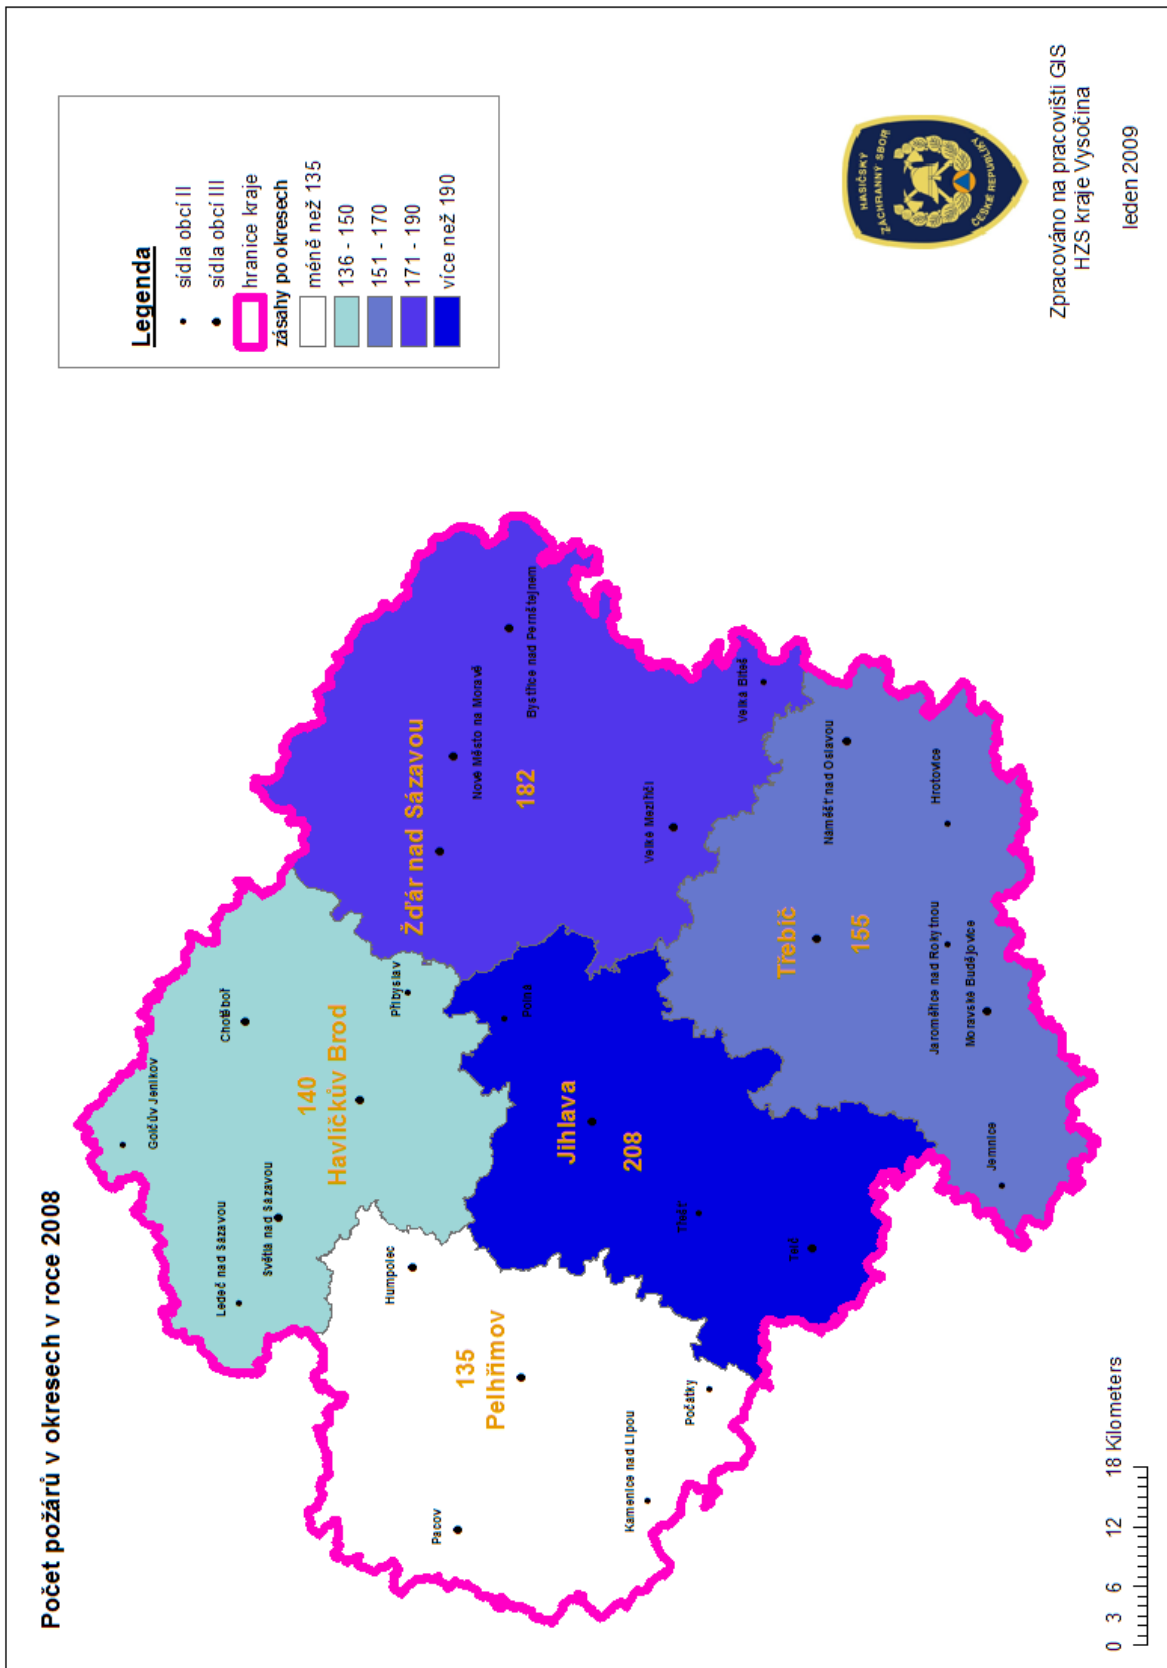 Počet požárů v okresech v roce 2008
Legenda
sídla obcí II
sídla obcí III
hranice kraje
zásahy po okresech
méně než 135
136 - 150
151 - 170
171 - 190
více než 190
Golčův Jeníkov
Chotěboř
Ledeč nad Sázavou
Světlá nad Sázavou
140
Havlíčkův Brod
Přibyslav
Humpolec
135
Pelhřimov
Pacov
Kamenice nad Lipou
Počátky
Žďár nad Sázavou
Nové Město na Moravě
182
Bystřice nad Pernštejnem
Velké Meziříčí
Velká Bíteš
Polná
Jihlava
208
Třešť
Telč
Třebíč
155
Náměšť nad Oslavou
Hrotovice
Jaroměřice nad Rokytnou
Moravské Budějovice
Jemnice
0 3 6 12 18 Kilometers
HASIČSKÝ
ZÁCHRANNÝ SBOR
ČESKÉ REPUBLIKY
Zpracováno na pracovišti GIS
HZS kraje Vysočina
leden 2009